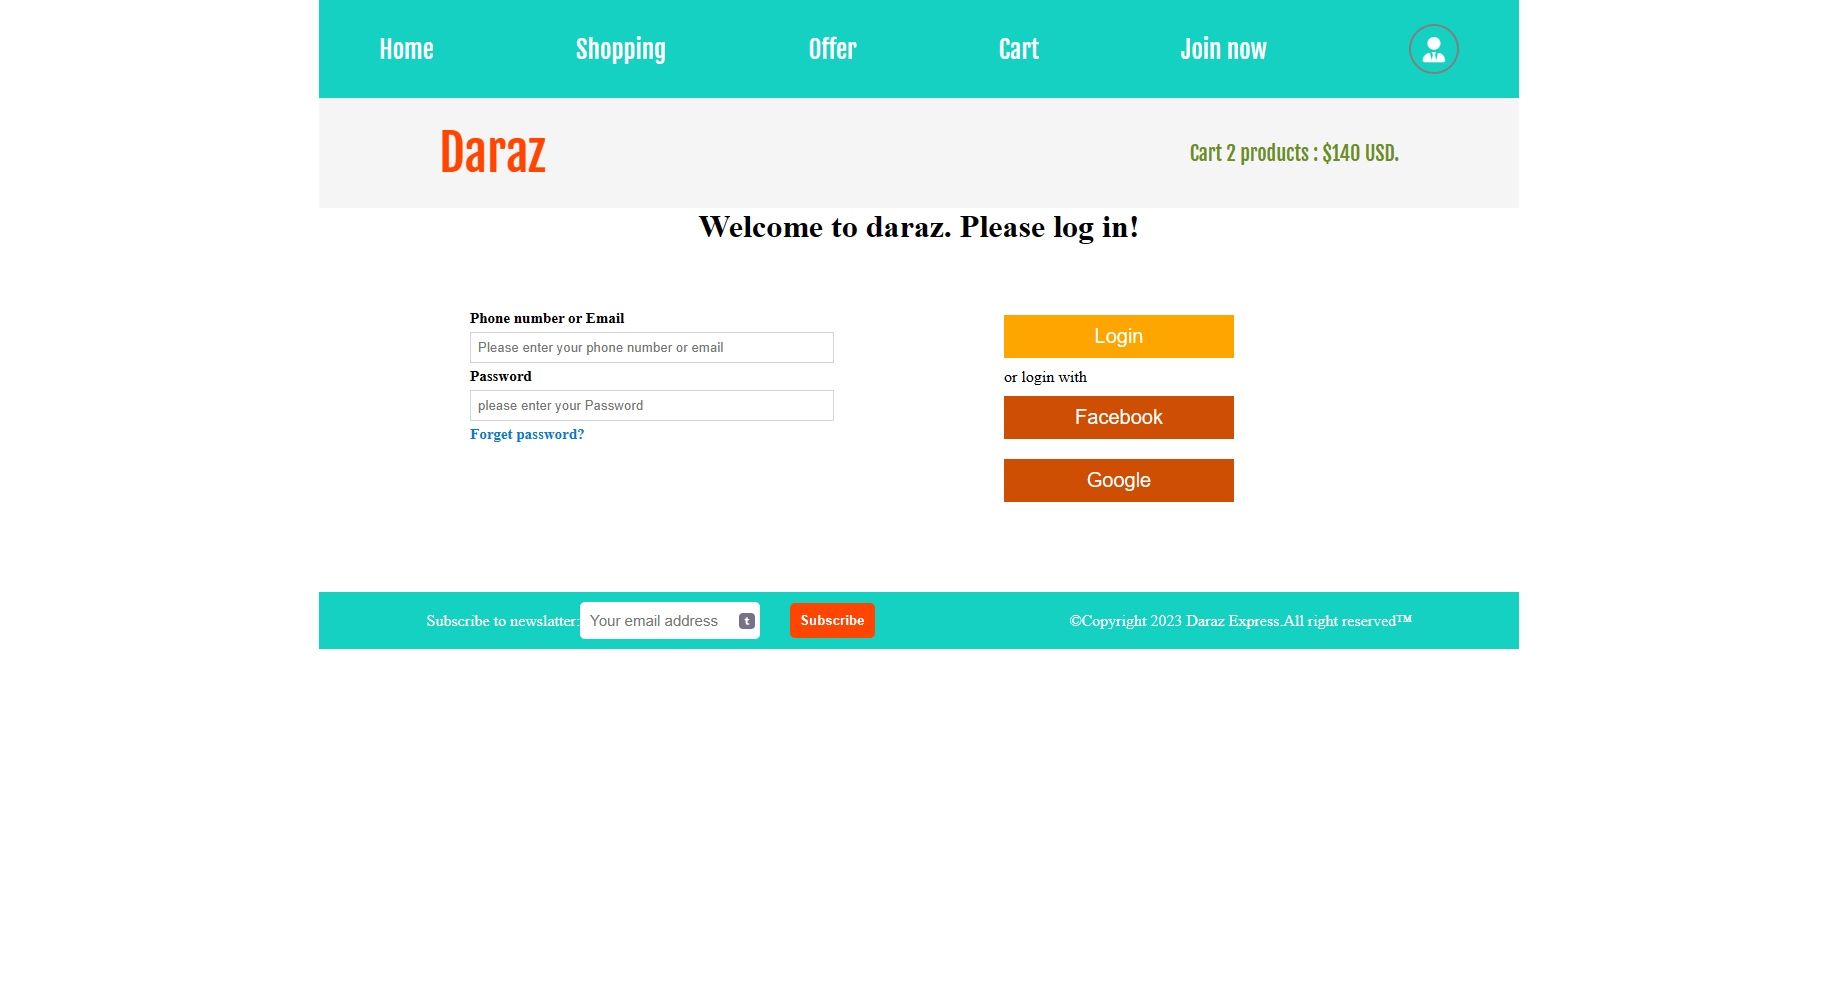 Home Shopping Offer Cart Join now
Daraz
Cart 2 products : $140 USD.
Welcome to daraz. Please log in!
Phone number or Email
Please enter your phone number or email
Password
please enter your Password
Forget password?
Login
or login with
Facebook
Google
Subscribe to newslatter:
Your email address
t
Subscribe
©Copyright 2023 Daraz Express.All right reserved™